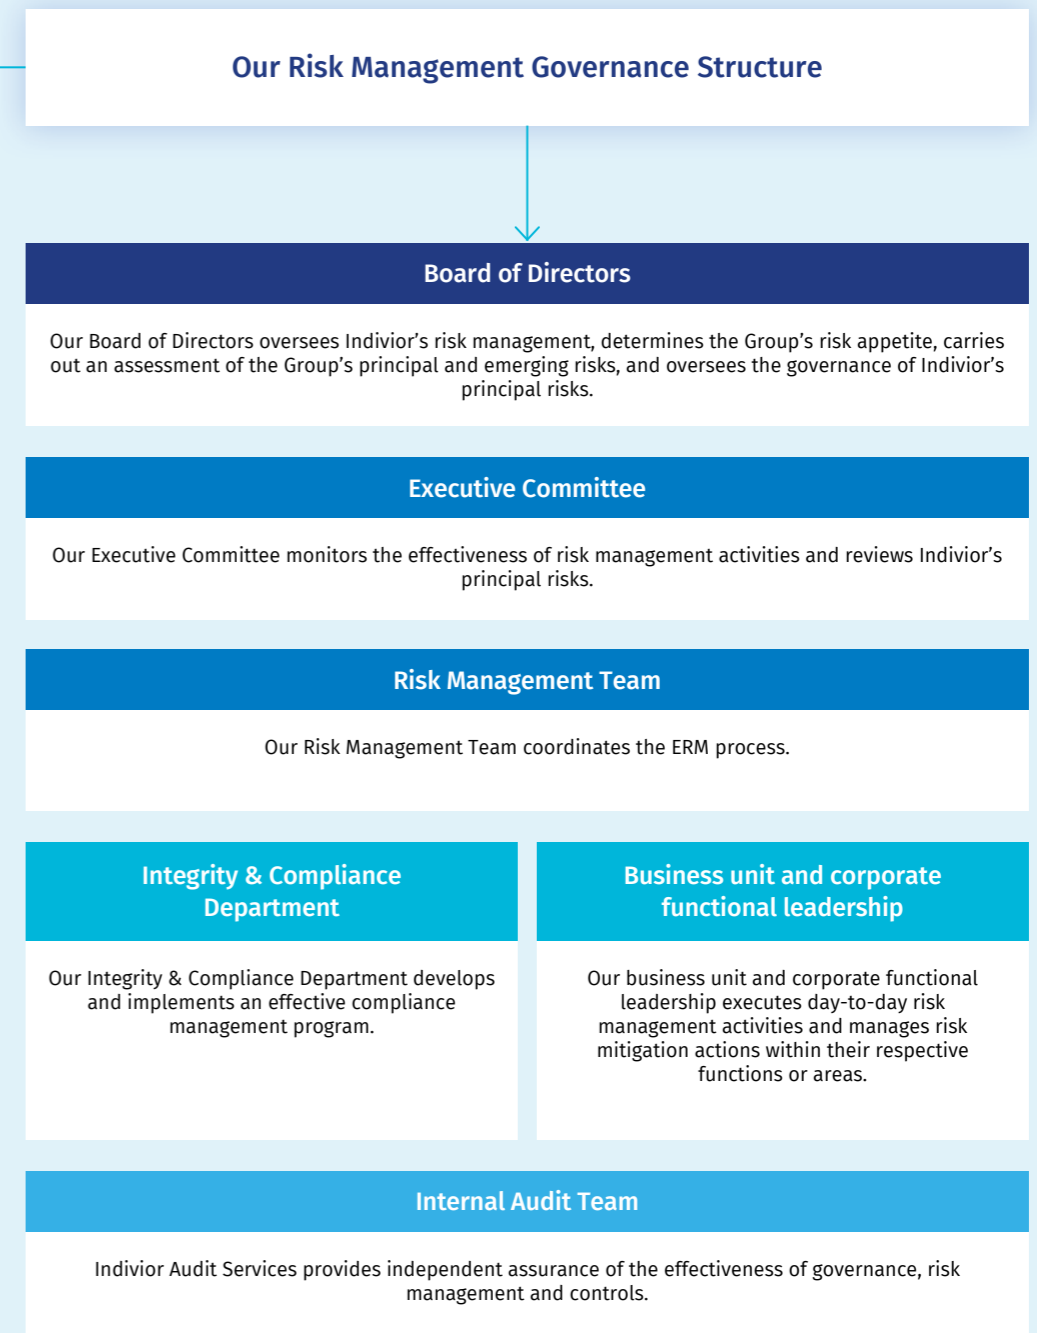 Our Risk Management Governance Structure
Board of Directors
Our Board of Directors oversees Indivior’s risk management, determines the Group’s risk appetite, carries
out an assessment of the Group’s principal and emerging risks, and oversees the governance of Indivior’s
principal risks.
Executive Committee
Our Executive Committee monitors the effectiveness of risk management activities and reviews Indivior’s
principal risks.
Risk Management Team
Our Risk Management Team coordinates the ERM process.
Integrity & Compliance
Department
Our Integrity & Compliance Department develops
and implements an effective compliance
management program.
Business unit and corporate
functional leadership
Our business unit and corporate functional
leadership executes day-to-day risk
management activities and manages risk
mitigation actions within their respective
functions or areas.
Internal Audit Team
Indivior Audit Services provides independent assurance of the effectiveness of governance, risk
management and controls.